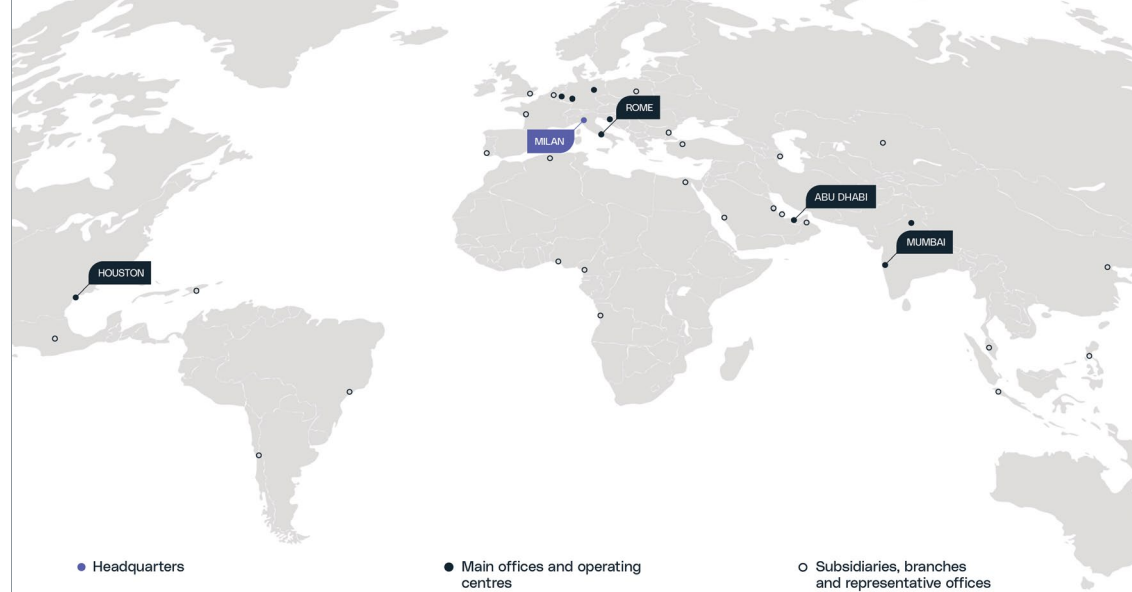 ROME
MILAN
ABU DHABI
MUMBAI
HOUSTON
Headquarters
Main offices and operating
centres
Subsidiaries, branches
and representative offices